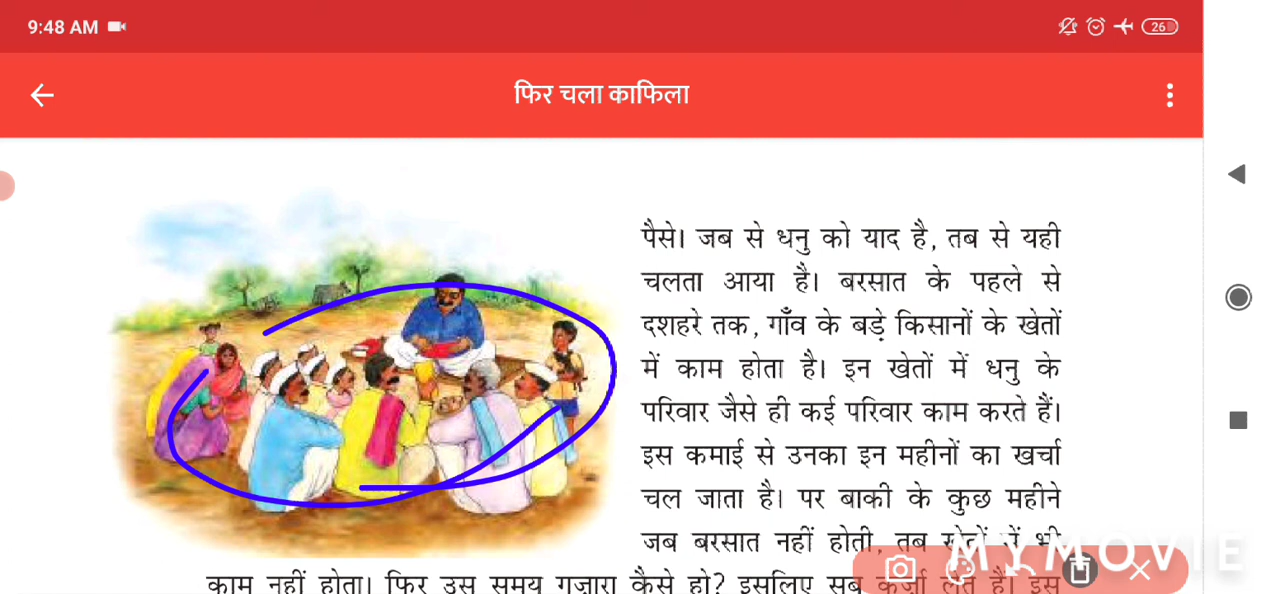 9:48 AM
26
फिर चला काफिला
पैसे। जब से धनु को याद है, तब से यही
चलता आया है। बरसात के पहले से
दशहरे तक, गाँव के बड़े किसानों के खेतों
में काम होता है। इन खेतों में धनु के
परिवार जैसे ही कई परिवार काम करते हैं।
इस कमाई से उनका इन महीनों का खर्चा
चल जाता है। पर बाकी के कुछ महीने
जब बरसात नहीं होती, तब खेतों में भी
काम नहीं होता। फिर उस समय गुज़ारा कैसे हो? इसलिए सब कर्ज़ा लेते हैं। इस
MYMOVIE